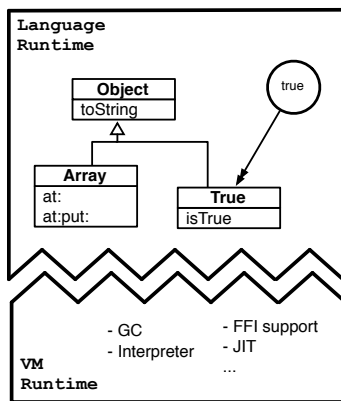 Language
Runtime
Object
toString
true
Array
at:
at:put:
True
isTrue
- GC
- Interpreter
- FFI support
- JIT
...
VM
Runtime